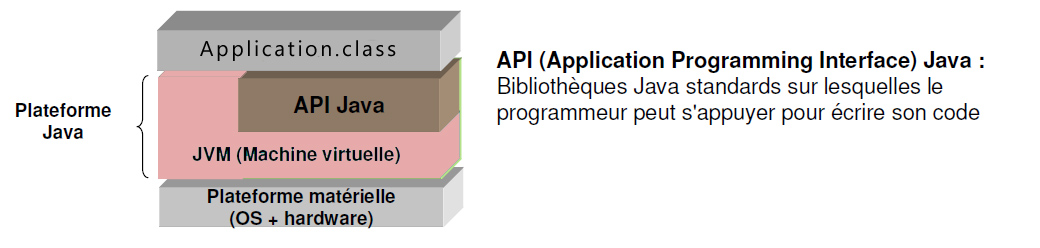 Application.class
Plateforme
Java
API Java
JVM (Machine virtuelle)
Plateforme matérielle
(OS + hardware)
API (Application Programming Interface) Java :
Bibliothèques Java standards sur lesquelles le
programmeur peut s'appuyer pour écrire son code